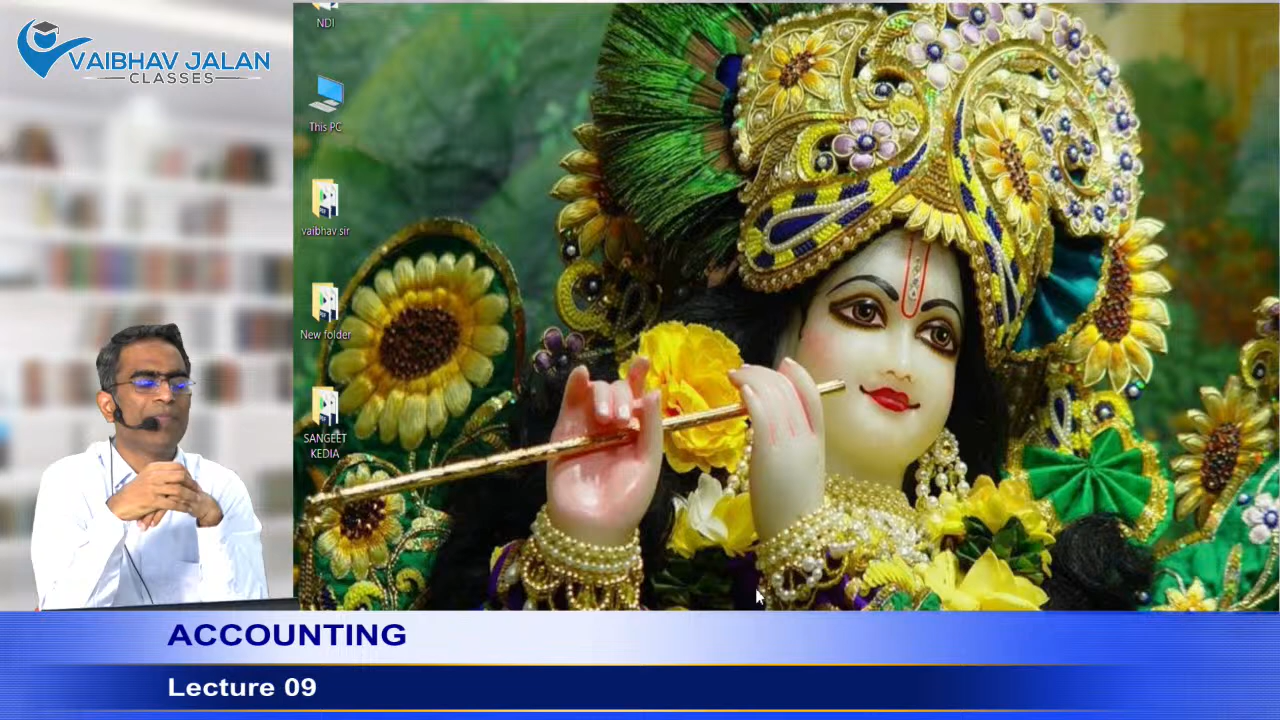 VAIBHAV JALAN
CLASSES
NDI
This PC
vaibhav sir
New folder
SANGEET
KEDIA
ACCOUNTING
Lecture 09